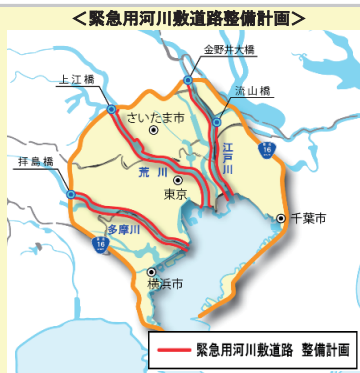 ＜緊急用河川敷道路整備計画＞
金野井大橋
上江橋
流山橋
さいたま市
拝島橋
荒川
江戸川
16
東京
千葉市
多摩川
16
横浜市
緊急用河川敷道路 整備計画